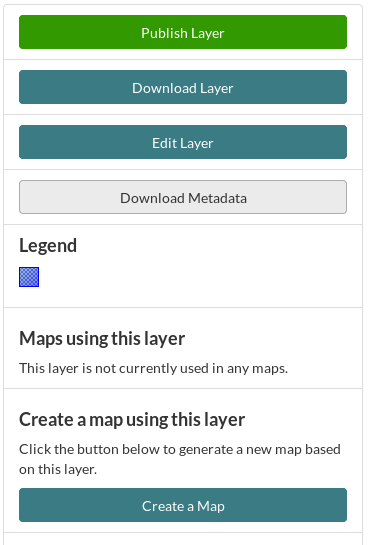 Publish Layer
Download Layer
Edit Layer
Download Metadata
Legend
Maps using this layer
This layer is not currently used in any maps.
Create a map using this layer
Click the button below to generate a new map based
on this layer.
Create a Map